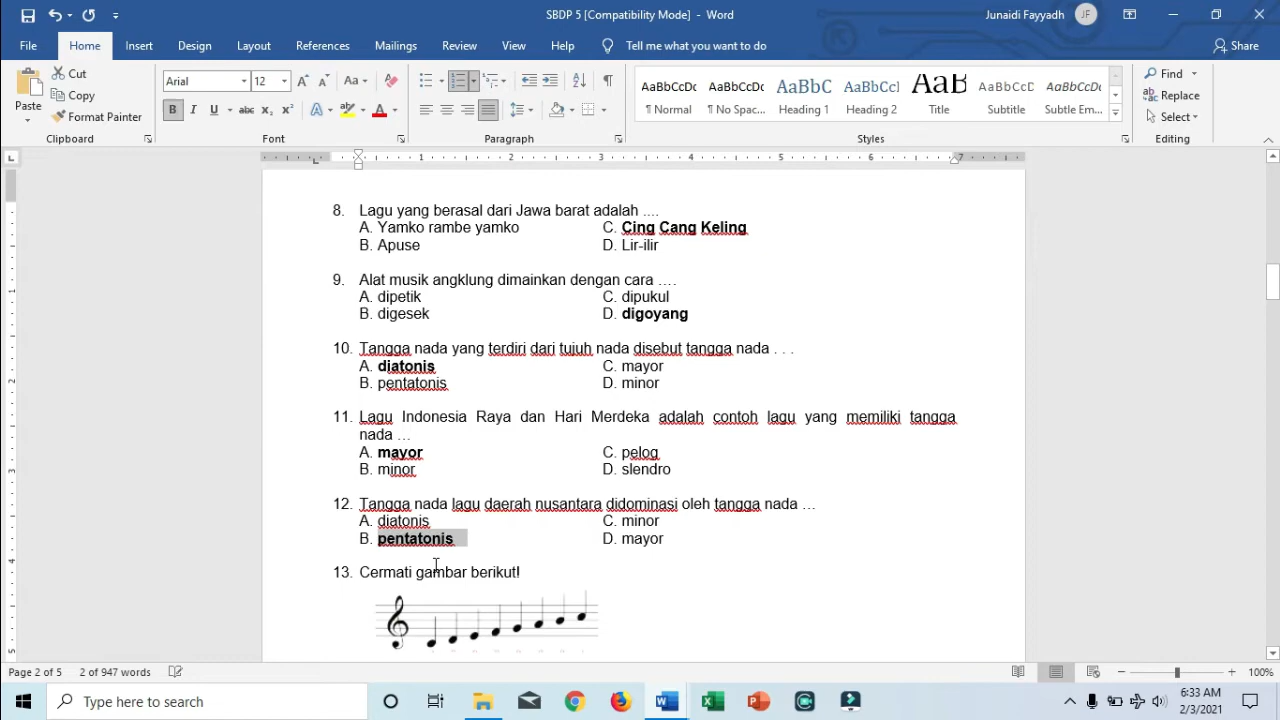 SBDP 5 [Compatibility Mode] - Word
Junaidi Fayyadh
JF
File Home Insert Design Layout References Mailings Review View Help Tell me what you want to do
Share
Paste
Cut
Copy
Format Painter
Clipboard
Arial 12
Font
Paragraph
AaBbCcDc AaBbCcDc AaBbC AaBbCcI AaB AaBbCcD AaBbCcD
¶ Normal ¶ No Spac... Heading 1 Heading 2 Title Subtitle Subtle Em...
Styles
Find
Replace
Select
Editing
8. Lagu yang berasal dari Jawa barat adalah ....
A. Yamko rambe yamko C. Cing Cang Keling
B. Apuse D. Lir-ilir
9. Alat musik angklung dimainkan dengan cara ….
A. dipetik C. dipukul
B. digesek D. digoyang
10. Tangga nada yang terdiri dari tujuh nada disebut tangga nada . . .
A. diatonis C. mayor
B. pentatonis D. minor
11. Lagu Indonesia Raya dan Hari Merdeka adalah contoh lagu yang memiliki tangga
nada …
A. mayor C. pelog
B. minor D. slendro
12. Tangga nada lagu daerah nusantara didominasi oleh tangga nada …
A. diatonis C. minor
B. pentatonis D. mayor
13. Cermati gambar berikut!
Page 2 of 5 2 of 947 words 100%
Type here to search
6:33 AM
2/3/2021